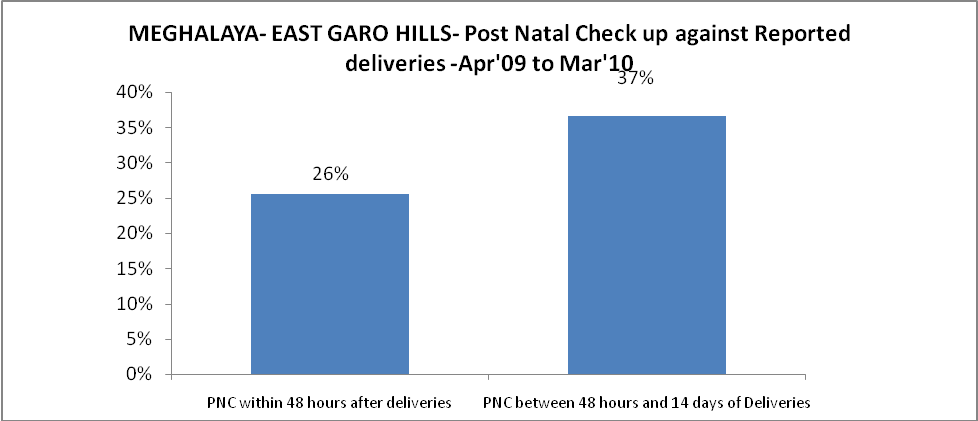 MEGHALAYA- EAST GARO HILLS- Post Natal Check up against Reported
deliveries -Apr'09 to Mar'10
37%
40%
35%
30%
26%
25%
20%
15%
10%
5%
0%
PNC within 48 hours after deliveries
PNC between 48 hours and 14 days of Deliveries